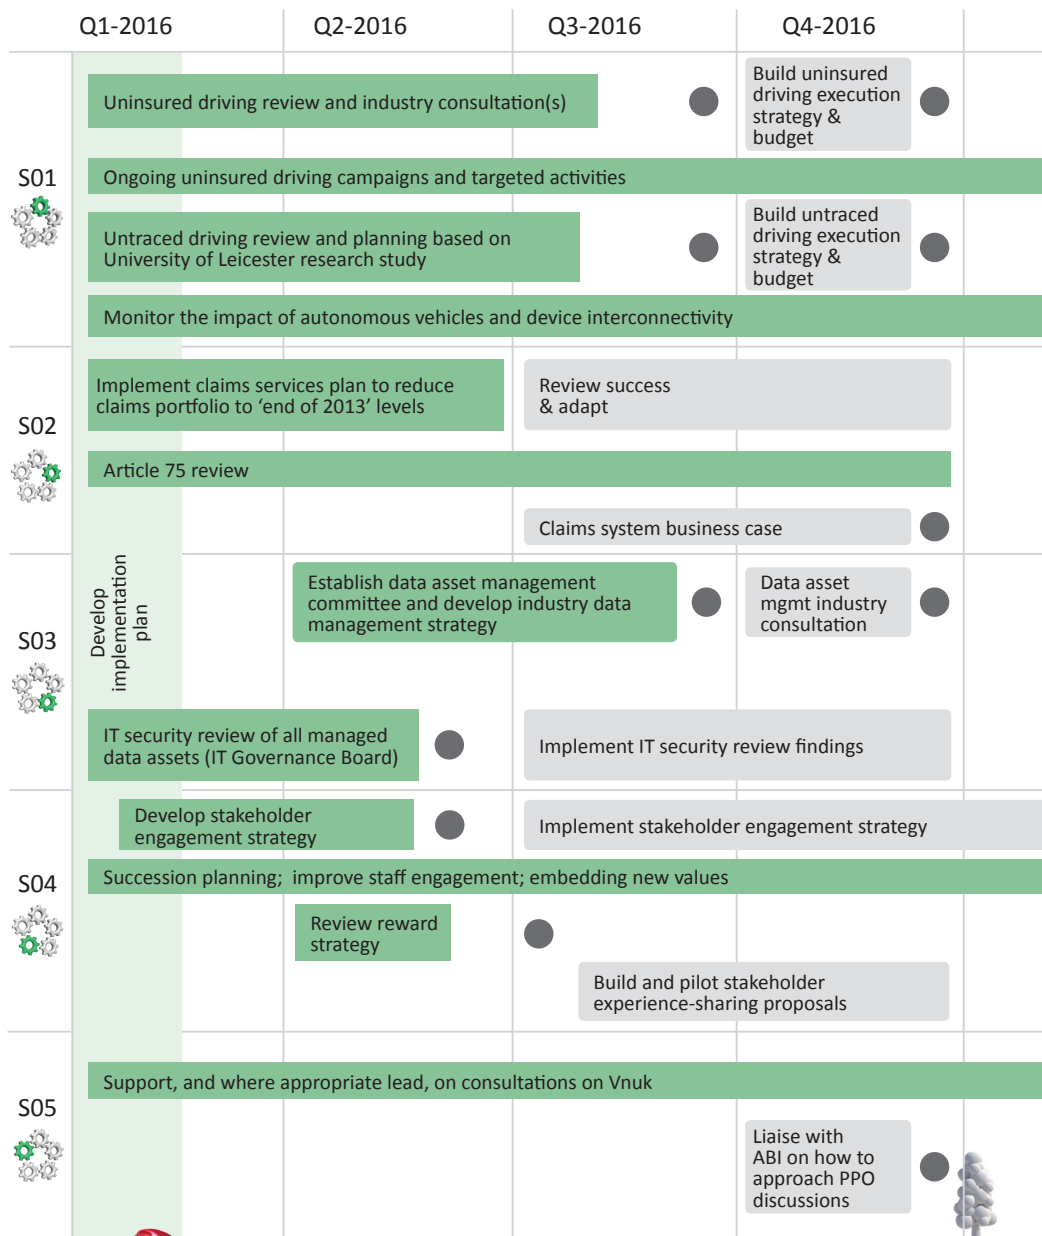 Q1-2016
Q2-2016
Q3-2016
Q4-2016
S01
Uninsured driving review and industry consultation(s)
Build uninsured
driving execution
strategy &
budget
Ongoing uninsured driving campaigns and targeted activities
Untraced driving review and planning based on
University of Leicester research study
Build untraced
driving execution
strategy &
budget
Monitor the impact of autonomous vehicles and device interconnectivity
S02
Implement claims services plan to reduce
claims portfolio to ‘end of 2013’ levels
Review success
& adapt
Article 75 review
Claims system business case
Develop
implementation
plan
S03
Establish data asset management
committee and develop industry data
management strategy
Data asset
mgmt industry
consultation
IT security review of all managed
data assets (IT Governance Board)
Implement IT security review findings
S04
Develop stakeholder
engagement strategy
Implement stakeholder engagement strategy
Succession planning; improve staff engagement; embedding new values
Review reward
strategy
Build and pilot stakeholder
experience-sharing proposals
S05
Support, and where appropriate lead, on consultations on Vnuk
Liaise with
ABI on how to
approach PPO
discussions